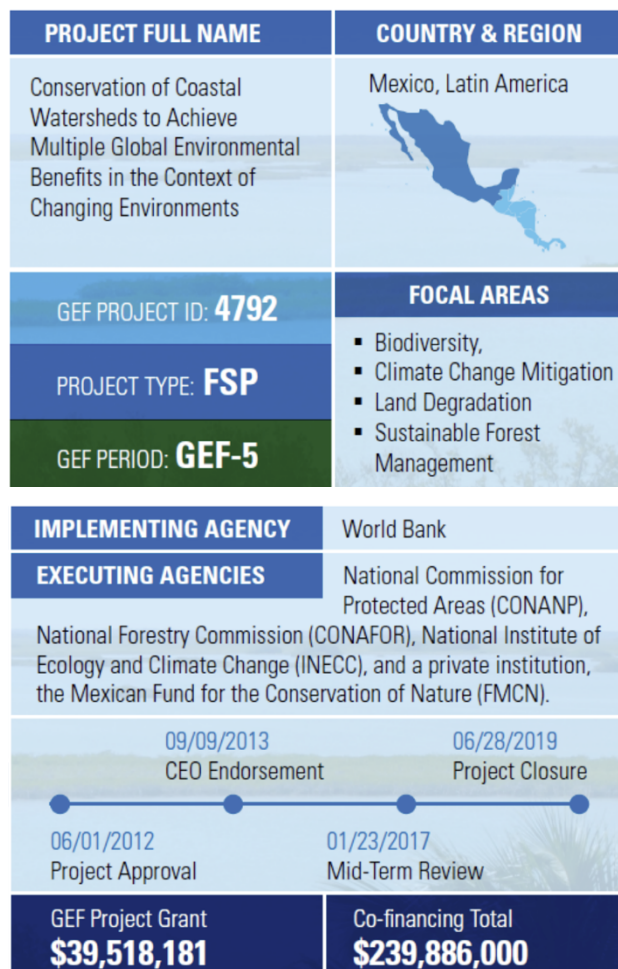 PROJECT FULL NAME
Conservation of Coastal
Watersheds to Achieve
Multiple Global Environmental
Benefits in the Context of
Changing Environments
COUNTRY & REGION
Mexico, Latin America
GEF PROJECT ID: 4792
PROJECT TYPE: FSP
GEF PERIOD: GEF-5
FOCAL AREAS
▪ Biodiversity,
▪ Climate Change Mitigation
▪ Land Degradation
▪ Sustainable Forest
Management
IMPLEMENTING AGENCY
World Bank
EXECUTING AGENCIES
National Commission for
Protected Areas (CONANP),
National Forestry Commission (CONAFOR), National Institute of
Ecology and Climate Change (INECC), and a private institution,
the Mexican Fund for the Conservation of Nature (FMCN).
06/01/2012
Project Approval
09/09/2013
CEO Endorsement
01/23/2017
Mid-Term Review
06/28/2019
Project Closure
GEF Project Grant
$39,518,181
Co-financing Total
$239,886,000